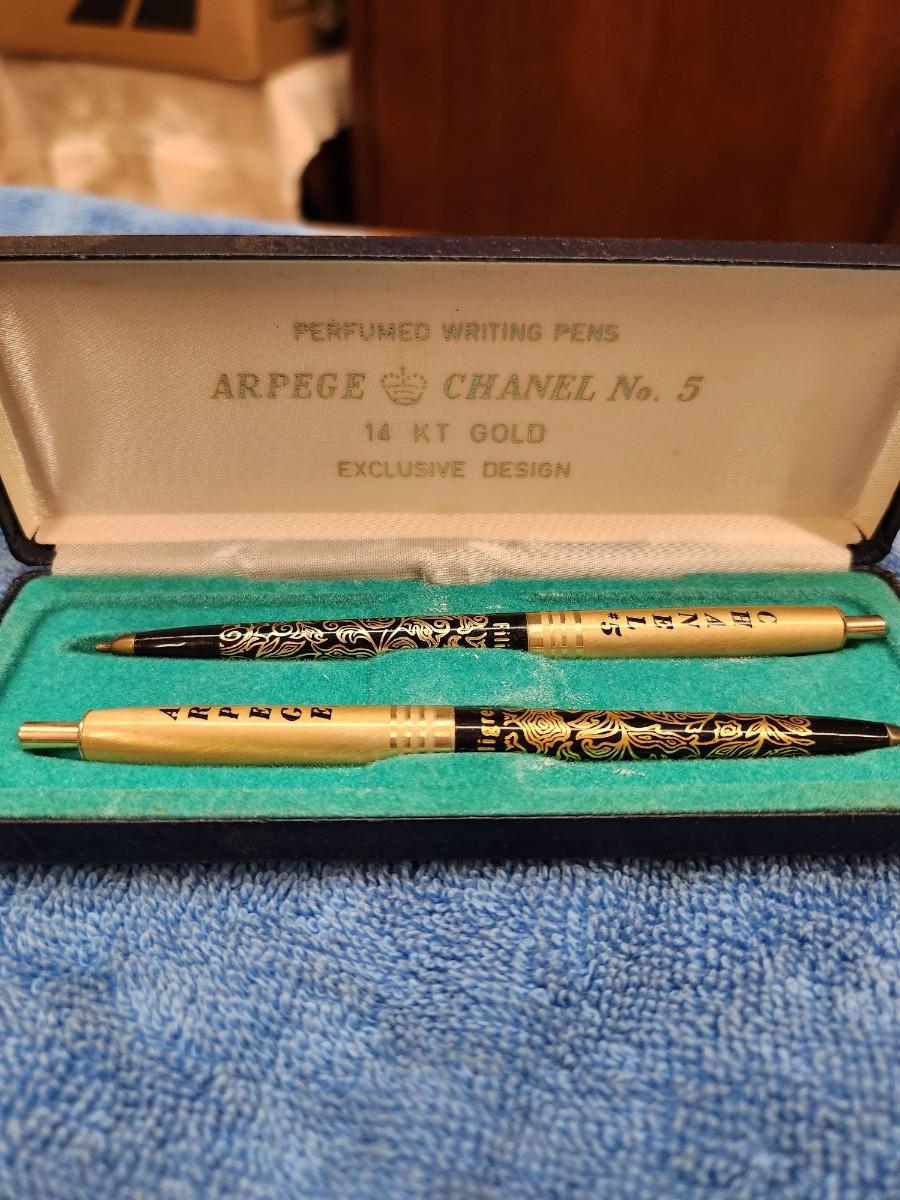 PERFUMED WRITING PENS
ARPEGE CHANEL No. 5
14 KT GOLD
EXCLUSIVE DESIGN
CHANEL #5
ARPEGE